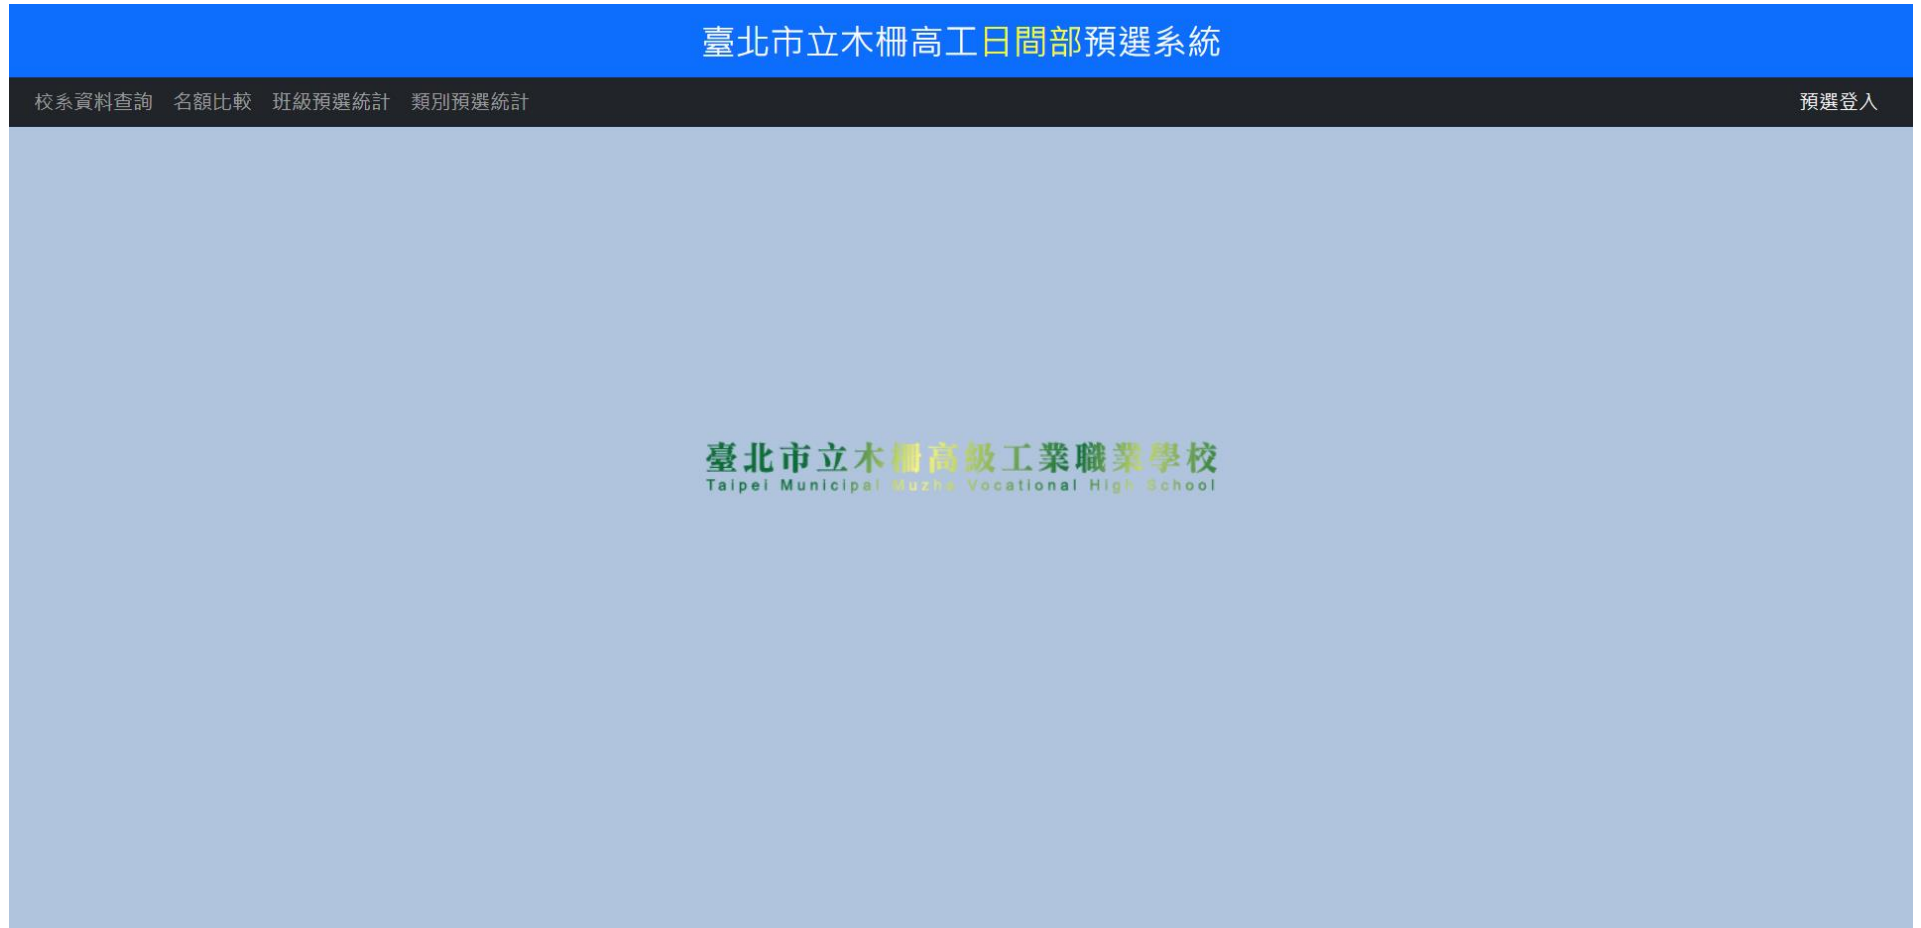 臺北市立木柵高工日間部預選系統
校系資料查詢 名額比較 班級預選統計 類別預選統計 預選登入
臺北市立木柵高級工業職業學校
Taipei Municipal Muzha Vocational High School